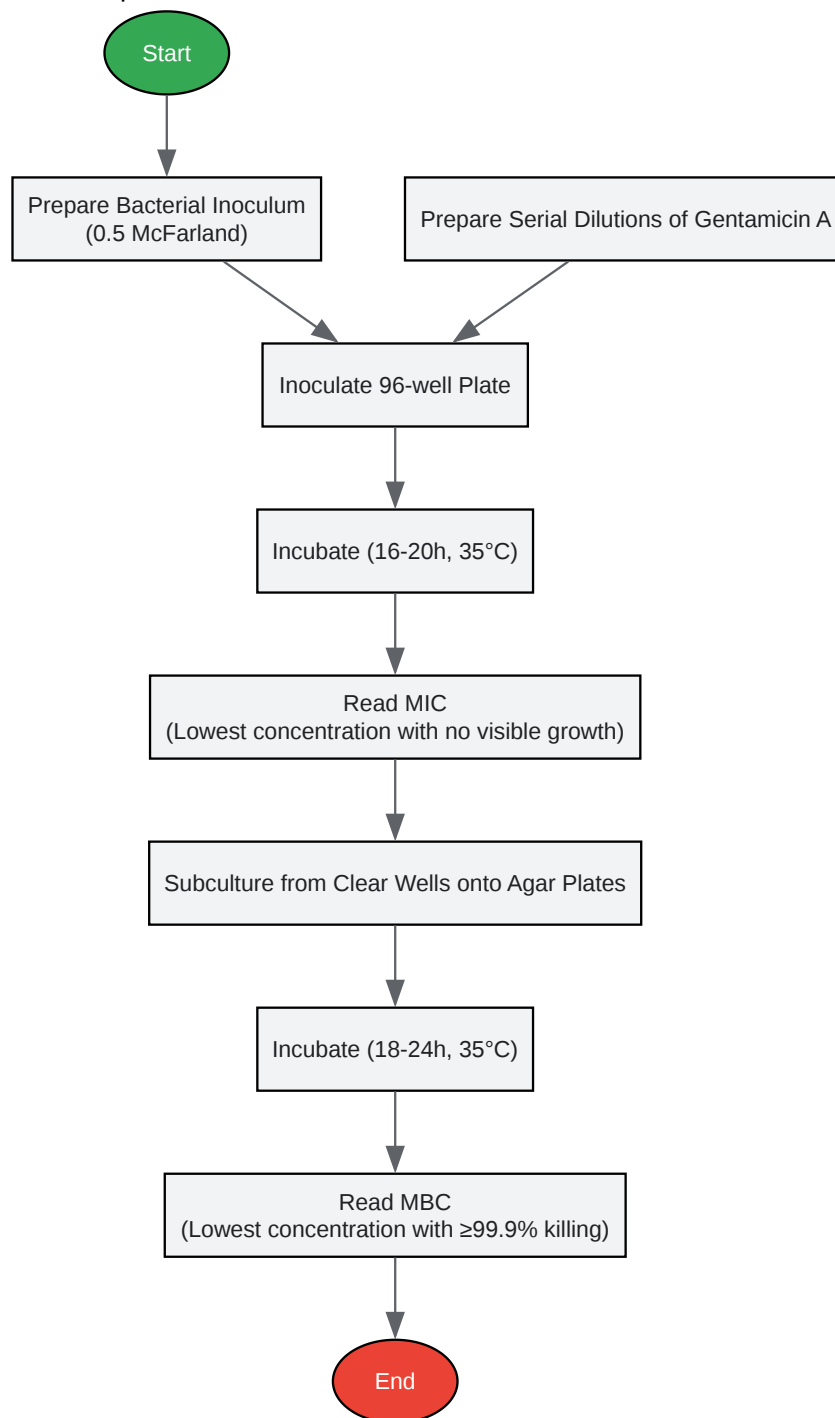 Start
Prepare Bacterial Inoculum
(0.5 McFarland)
Prepare Serial Dilutions of Gentamicin A
Inoculate 96-well Plate
Incubate (16-20h, 35°C)
Read MIC
(Lowest concentration with no visible growth)
Subculture from Clear Wells onto Agar Plates
Incubate (18-24h, 35°C)
Read MBC
(Lowest concentration with ≥99.9% killing)
End